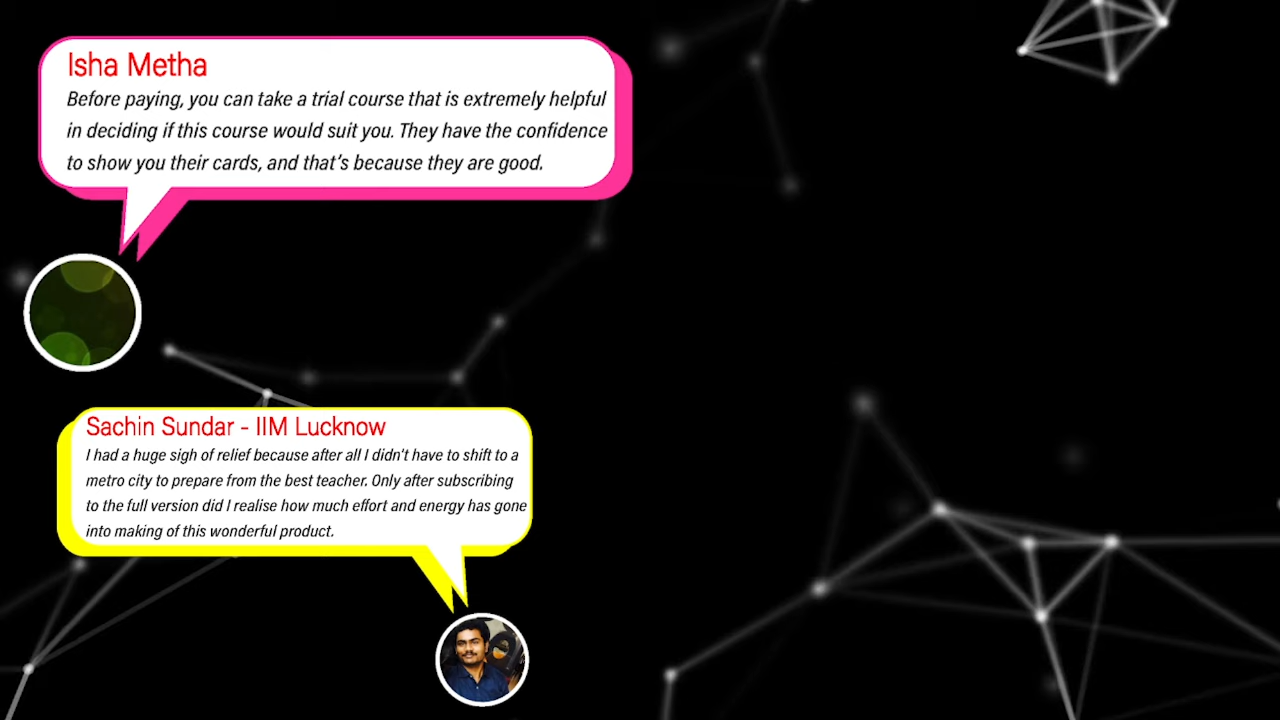 Isha Metha
Before paying, you can take a trial course that is extremely helpful
in deciding if this course would suit you. They have the confidence
to show you their cards, and that's because they are good.
Sachin Sundar - IIM Lucknow
I had a huge sigh of relief because after all I didn't have to shift to a
metro city to prepare from the best teacher. Only after subscribing
to the full version did I realise how much effort and energy has gone
into making of this wonderful product.